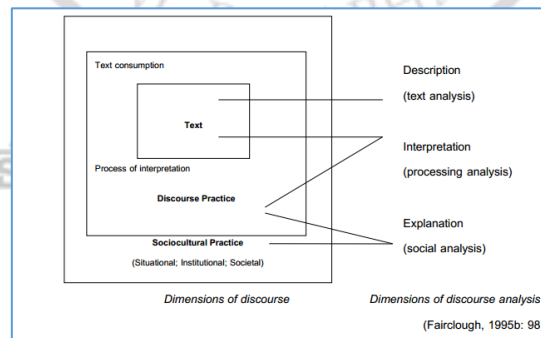 Text consumption
Text
Process of interpretation
Discourse Practice
Sociocultural Practice
(Situational; Institutional; Societal)
Description
(text analysis)
Interpretation
(processing analysis)
Explanation
(social analysis)
Dimensions of discourse
Dimensions of discourse analysis
(Fairclough, 1995b: 98